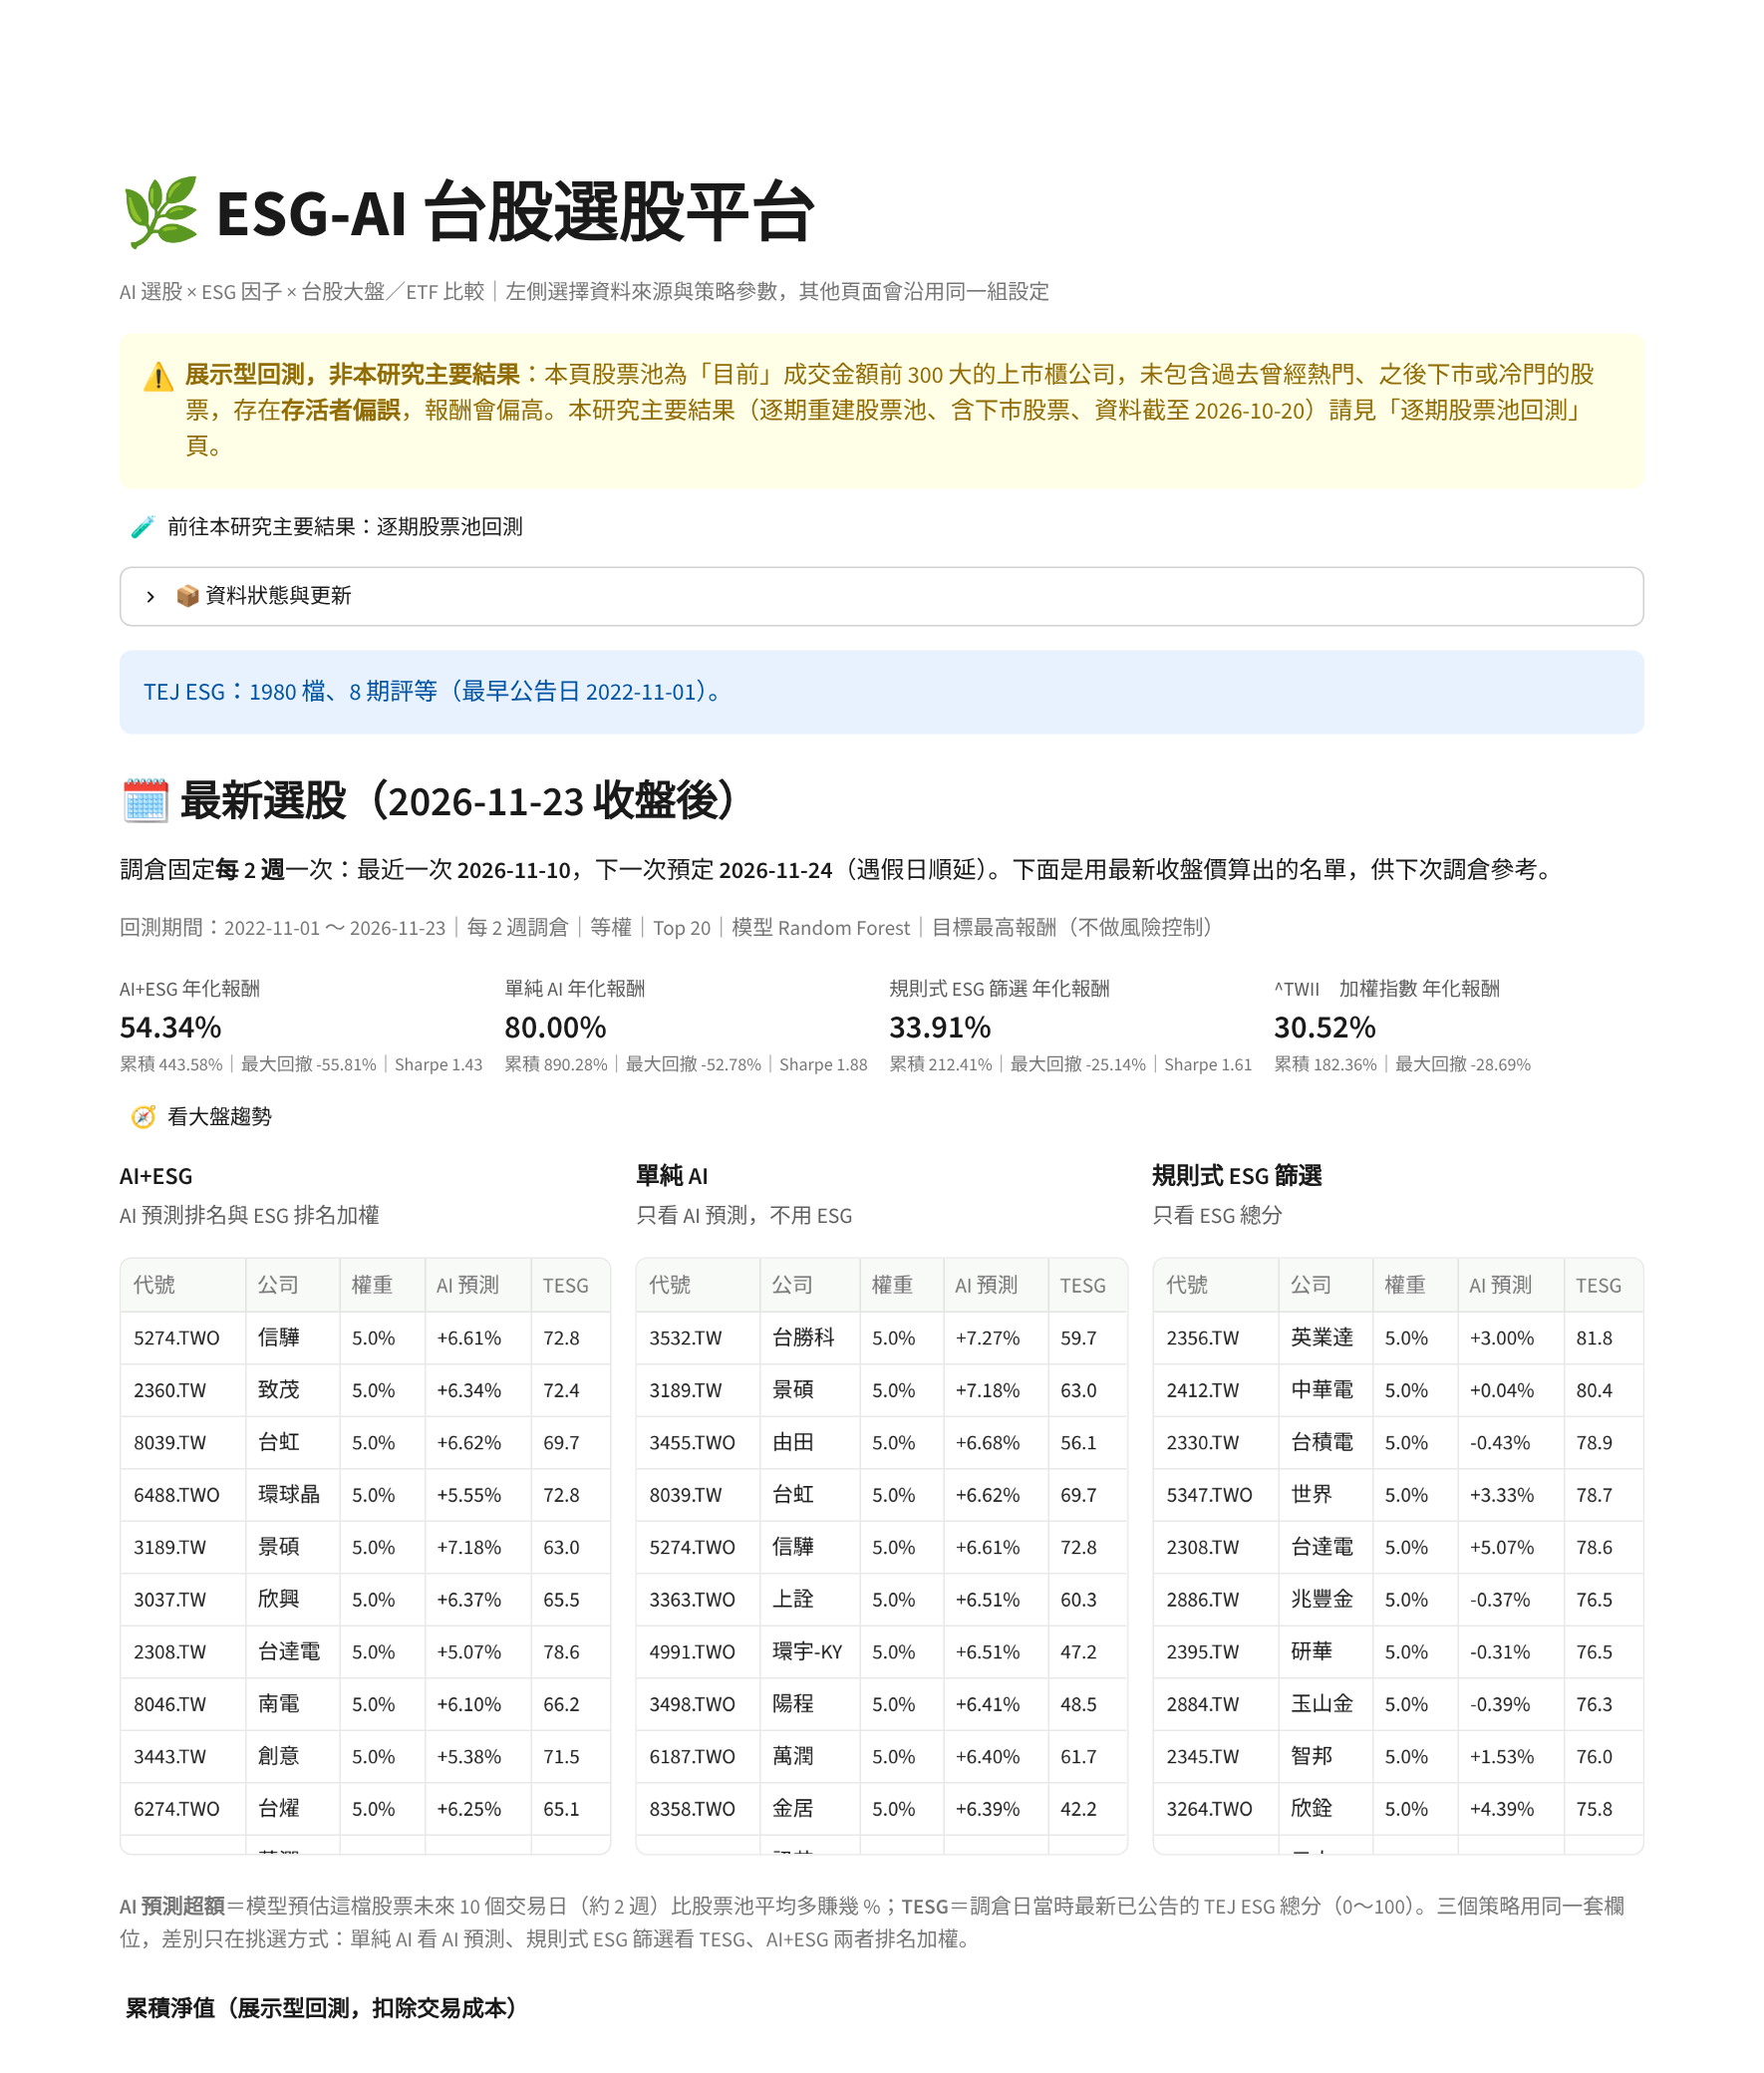 ESG-AI 台股選股平台
AI 選股 × ESG 因子 × 台股大盤／ETF 比較｜左側選擇資料來源與策略參數，其他頁面會沿用同一組設定
展示型回測，非本研究主要結果：本頁股票池為「目前」成交金額前 300 大的上市櫃公司，未包含過去曾經熱門、之後下市或冷門的股
票，存在存活者偏誤，報酬會偏高。本研究主要結果（逐期重建股票池、含下市股票、資料截至 2026-10-20）請見「逐期股票池回測」
頁。
前往本研究主要結果：逐期股票池回測
資料狀態與更新
TEJ ESG：1980 檔、8 期評等（最早公告日 2022-11-01）。
最新選股（2026-11-23 收盤後）
調倉固定每 2 週一次：最近一次 2026-11-10，下一次預定 2026-11-24（遇假日順延）。下面是用最新收盤價算出的名單，供下次調倉參考。
回測期間：2022-11-01 ～ 2026-11-23｜每 2 週調倉｜等權｜Top 20｜模型 Random Forest｜目標最高報酬（不做風險控制）
AI+ESG 年化報酬
54.34%
累積 443.58%｜最大回撤 -55.81%｜Sharpe 1.43
單純 AI 年化報酬
80.00%
累積 890.28%｜最大回撤 -52.78%｜Sharpe 1.88
規則式 ESG 篩選 年化報酬
33.91%
累積 212.41%｜最大回撤 -25.14%｜Sharpe 1.61
^TWII　加權指數 年化報酬
30.52%
累積 182.36%｜最大回撤 -28.69%
看大盤趨勢
AI+ESG
AI 預測排名與 ESG 排名加權
代號 公司 權重 AI 預測 TESG
5274.TWO 信驊 5.0% +6.61% 72.8
2360.TW 致茂 5.0% +6.34% 72.4
8039.TW 台虹 5.0% +6.62% 69.7
6488.TWO 環球晶 5.0% +5.55% 72.8
3189.TW 景碩 5.0% +7.18% 63.0
3037.TW 欣興 5.0% +6.37% 65.5
2308.TW 台達電 5.0% +5.07% 78.6
8046.TW 南電 5.0% +6.10% 66.2
3443.TW 創意 5.0% +5.38% 71.5
6274.TWO 台燿 5.0% +6.25% 65.1
單純 AI
只看 AI 預測，不用 ESG
代號 公司 權重 AI 預測 TESG
3532.TW 台勝科 5.0% +7.27% 59.7
3189.TW 景碩 5.0% +7.18% 63.0
3455.TWO 由田 5.0% +6.68% 56.1
8039.TW 台虹 5.0% +6.62% 69.7
5274.TWO 信驊 5.0% +6.61% 72.8
3363.TWO 上詮 5.0% +6.51% 60.3
4991.TWO 環宇-KY 5.0% +6.51% 47.2
3498.TWO 陽程 5.0% +6.41% 48.5
6187.TWO 萬潤 5.0% +6.40% 61.7
8358.TWO 金居 5.0% +6.39% 42.2
規則式 ESG 篩選
只看 ESG 總分
代號 公司 權重 AI 預測 TESG
2356.TW 英業達 5.0% +3.00% 81.8
2412.TW 中華電 5.0% +0.04% 80.4
2330.TW 台積電 5.0% -0.43% 78.9
5347.TWO 世界 5.0% +3.33% 78.7
2308.TW 台達電 5.0% +5.07% 78.6
2886.TW 兆豐金 5.0% -0.37% 76.5
2395.TW 研華 5.0% -0.31% 76.5
2884.TW 玉山金 5.0% -0.39% 76.3
2345.TW 智邦 5.0% +1.53% 76.0
3264.TWO 欣銓 5.0% +4.39% 75.8
AI 預測超額＝模型預估這檔股票未來 10 個交易日（約 2 週）比股票池平均多賺幾 %；TESG＝調倉日當時最新已公告的 TEJ ESG 總分（0～100）。三個策略用同一套欄
位，差別只在挑選方式：單純 AI 看 AI 預測、規則式 ESG 篩選看 TESG、AI+ESG 兩者排名加權。
累積淨值（展示型回測，扣除交易成本）